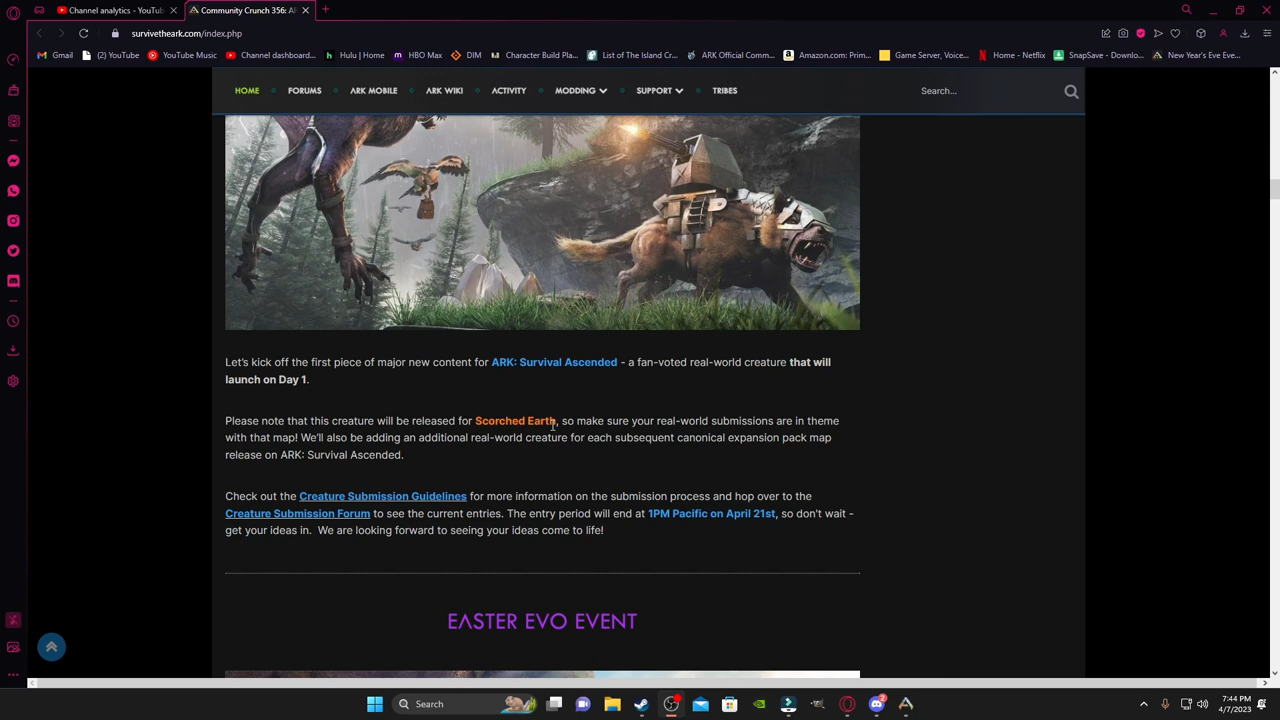 Channel analytics - YouTube
Community Crunch 356: A
survivetheark.com/index.php
Gmail
(2) YouTube
YouTube Music
Channel dashboard...
Hulu | Home
HBO Max
DIM
Character Build Pla...
List of The Island Cr...
ARK Official Comm...
Amazon.com: Prim...
Game Server, Voice...
Home - Netflix
SnapSave - Downlo...
New Year's Eve Eve...
HOME
FORUMS
ARK MOBILE
ARK WIKI
ACTIVITY
MODDING
SUPPORT
TRIBES
Search...
Let's kick off the first piece of major new content for ARK: Survival Ascended - a fan-voted real-world creature that will
launch on Day 1.
Please note that this creature will be released for Scorched Earth, so make sure your real-world submissions are in theme
with that map! We'll also be adding an additional real-world creature for each subsequent canonical expansion pack map
release on ARK: Survival Ascended.
Check out the Creature Submission Guidelines for more information on the submission process and hop over to the
Creature Submission Forum to see the current entries. The entry period will end at 1PM Pacific on April 21st, so don't wait -
get your ideas in.  We are looking forward to seeing your ideas come to life!
EASTER EVO EVENT
Search
2
7:44 PM
4/7/2023